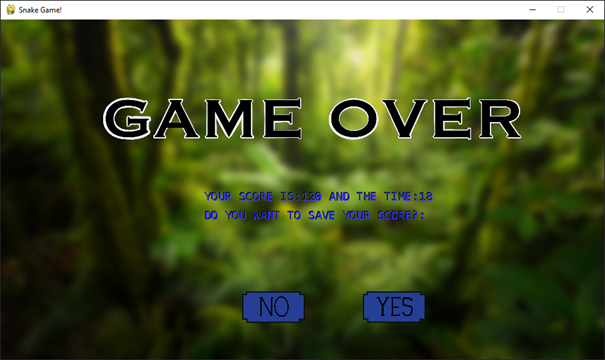 Snake Game!
GAME OVER
YOUR SCORE IS:120 AND THE TIME:18
DO YOU WANT TO SAVE YOUR SCORE?:
NO YES